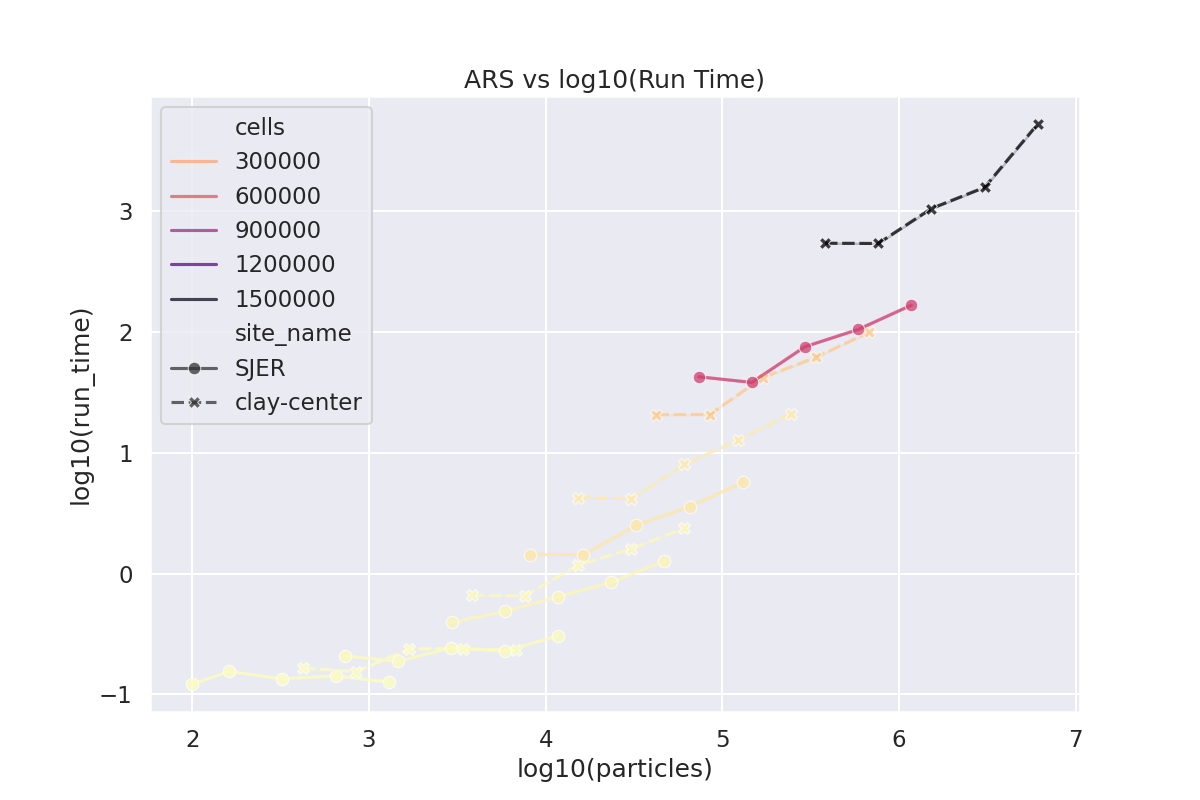 ARS vs log10(Run Time)
cells
300000
600000
900000
1200000
1500000
site_name
SJER
clay-center
log10(run_time)
3
2
1
0
−1
2 3 4 5 6 7
log10(particles)